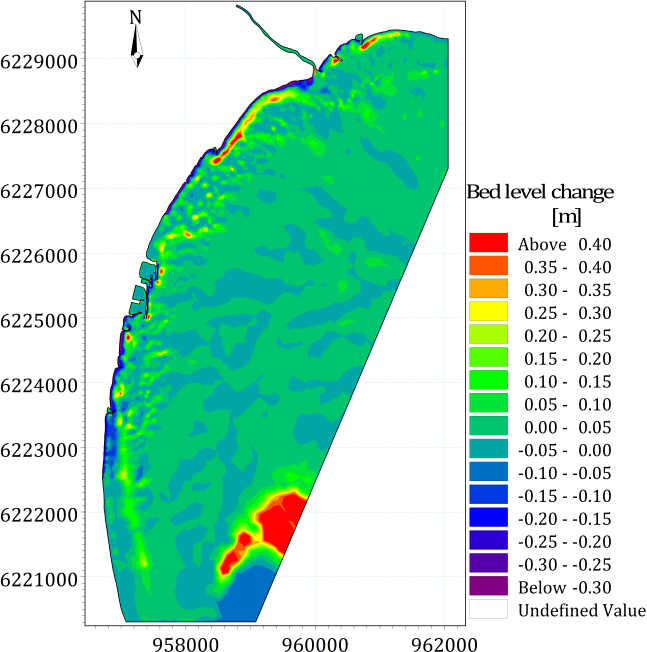 N
6229000
6228000
6227000
6226000
6225000
6224000
6223000
6222000
6221000
958000 960000 962000
Bed level change
[m]
Above 0.40
0.35 - 0.40
0.30 - 0.35
0.25 - 0.30
0.20 - 0.25
0.15 - 0.20
0.10 - 0.15
0.05 - 0.10
0.00 - 0.05
-0.05 - 0.00
-0.10 - -0.05
-0.15 - -0.10
-0.20 - -0.15
-0.25 - -0.20
-0.30 - -0.25
Below -0.30
Undefined Value